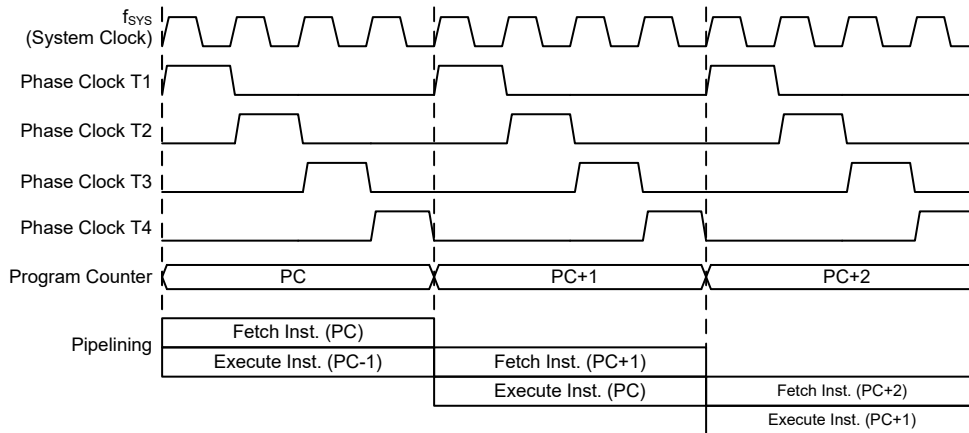 fSYS
(System Clock)
Phase Clock T1
Phase Clock T2
Phase Clock T3
Phase Clock T4
Program Counter PC PC+1 PC+2
Pipelining
Fetch Inst. (PC)
Execute Inst. (PC-1) Fetch Inst. (PC+1)
Execute Inst. (PC) Fetch Inst. (PC+2)
Execute Inst. (PC+1)